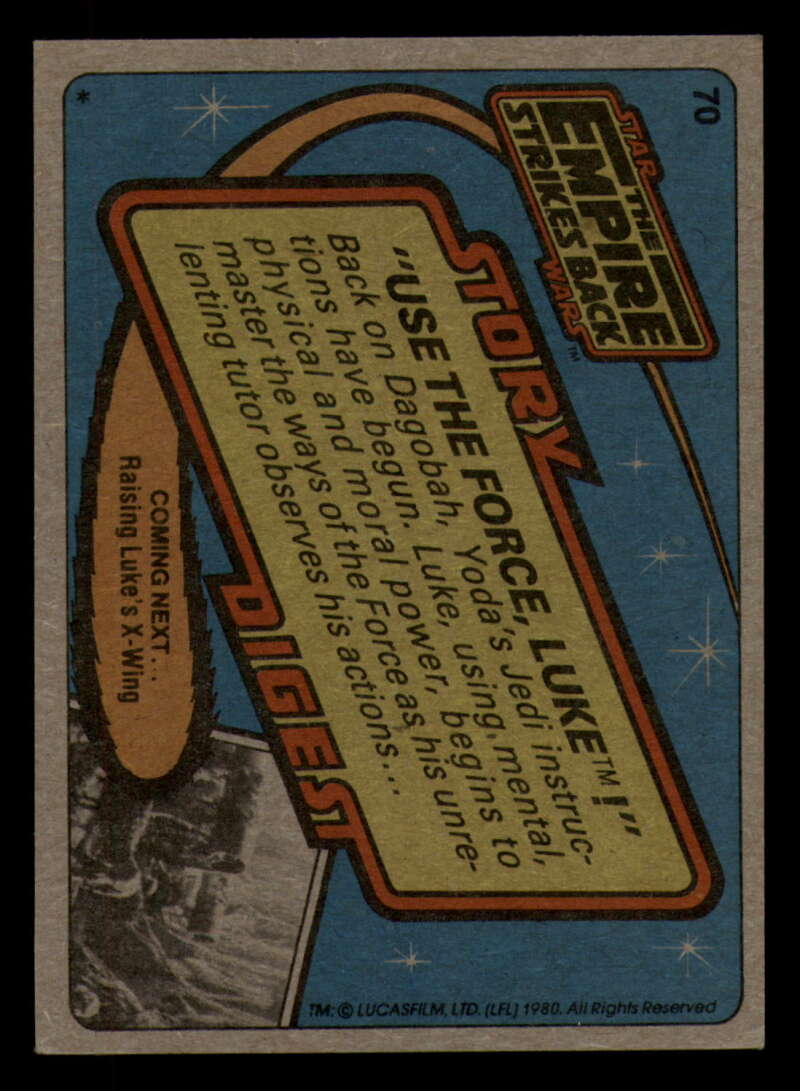 70
STAR
THE
EMPIRE
STRIKES BACK
WARS™
STORY
"USE THE FORCE, LUKE™!"
Back on Dagobah, Yoda's Jedi instruc-
tions have begun. Luke, using mental,
physical and moral power, begins to
master the ways of the Force as his unre-
lenting tutor observes his actions...
DIGEST
COMING NEXT...
Raising Luke's X-Wing
*
TM: © LUCASFILM, LTD. (LFL) 1980. All Rights Reserved